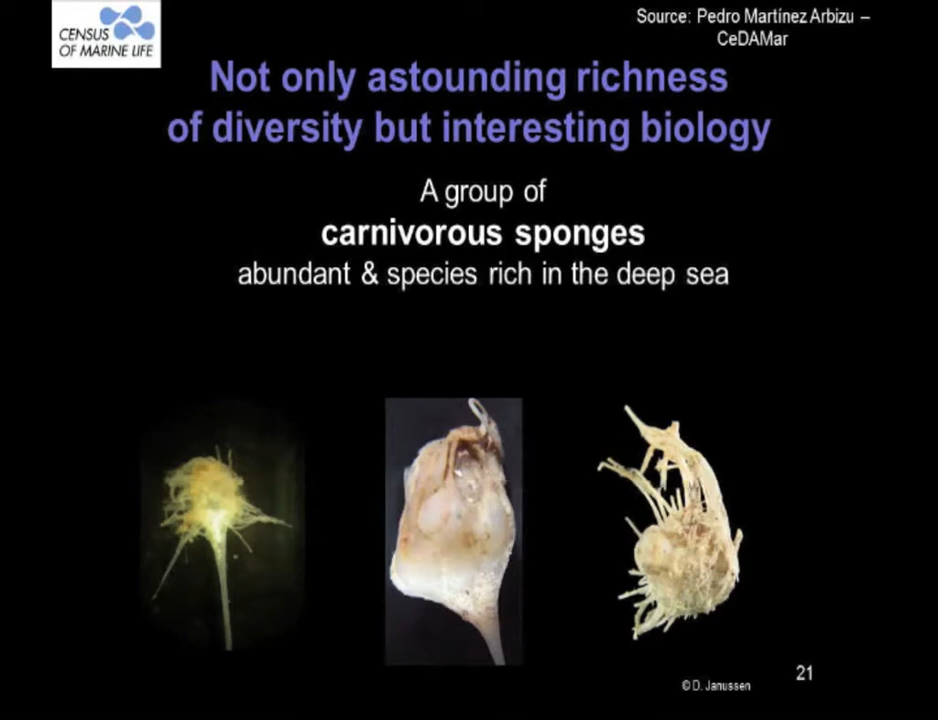 CENSUS
OF MARINE LIFE
Source: Pedro Martínez Arbizu –
CeDAMar
Not only astounding richness
of diversity but interesting biology
A group of
carnivorous sponges
abundant & species rich in the deep sea
© D. Janussen
21